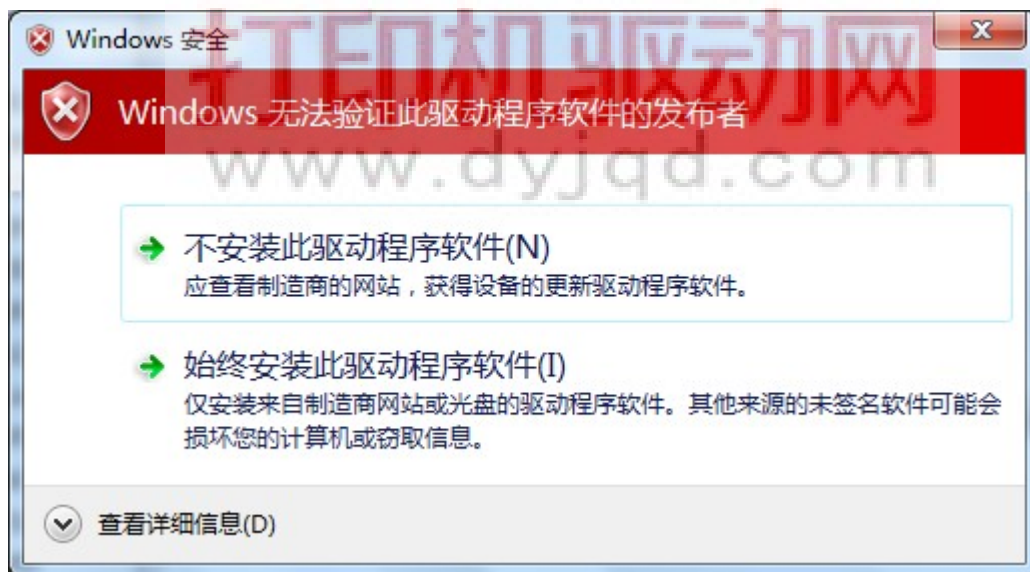 Windows 安全
打印机驱动网
Windows 无法验证此驱动程序软件的发布者
www.dyjqd.com
不安装此驱动程序软件(N)
应查看制造商的网站，获得设备的更新驱动程序软件。
始终安装此驱动程序软件(I)
仅安装来自制造商网站或光盘的驱动程序软件。其他来源的未签名软件可能会
损坏您的计算机或窃取信息。
查看详细信息(D)